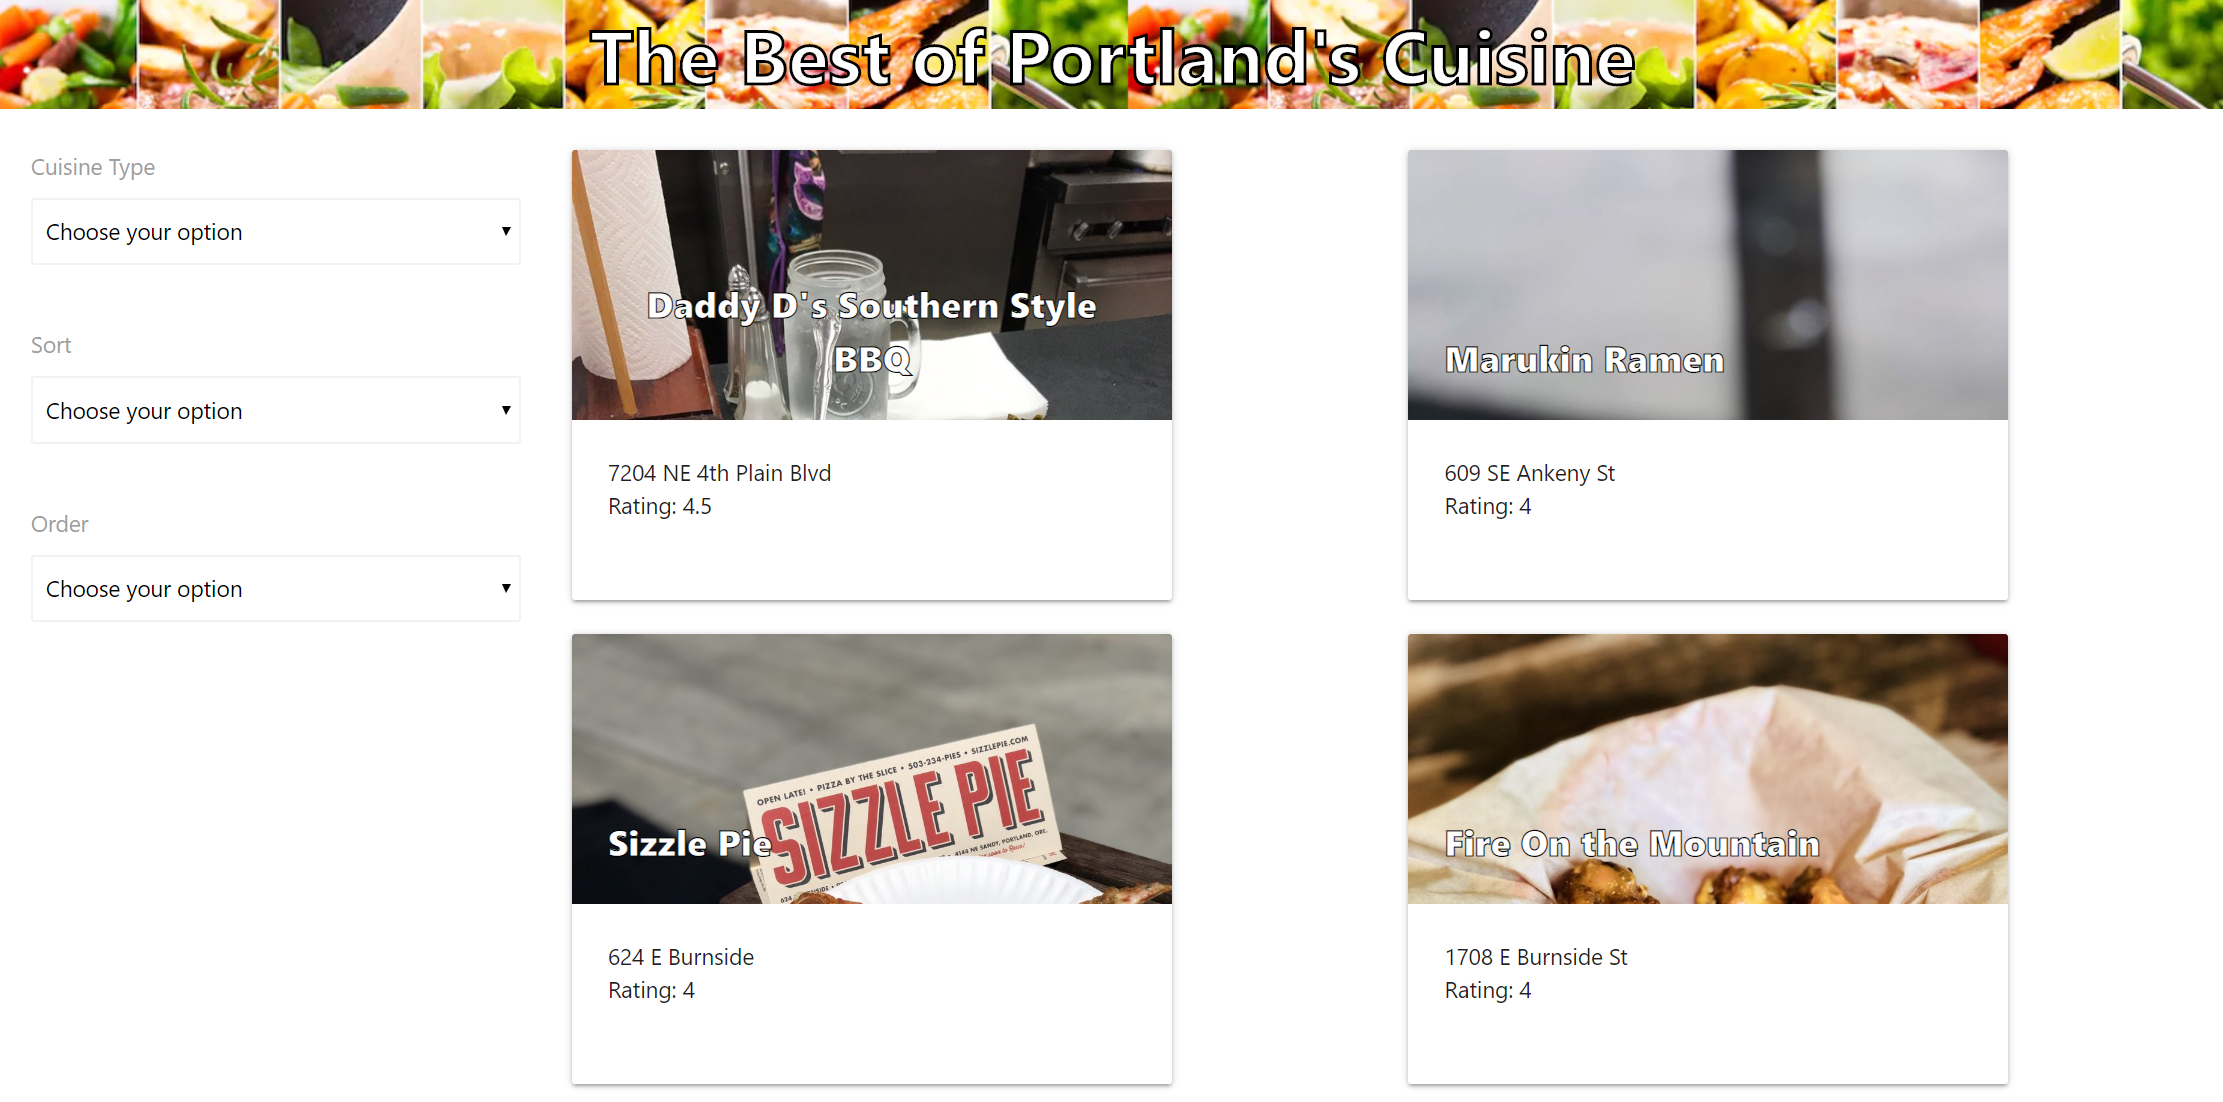 The Best of Portland's Cuisine
Cuisine Type
Choose your option
Sort
Choose your option
Order
Choose your option
Daddy D's Southern Style
BBQ
7204 NE 4th Plain Blvd
Rating: 4.5
Marukin Ramen
609 SE Ankeny St
Rating: 4
OPEN LATE! • PIZZA BY THE SLICE • 503-234-PIES • SIZZLEPIE.COM
SIZZLE PIE
4144 NE SANDY, PORTLAND, ORE.
Sizzle Pie
624 E Burnside
Rating: 4
Fire On the Mountain
1708 E Burnside St
Rating: 4